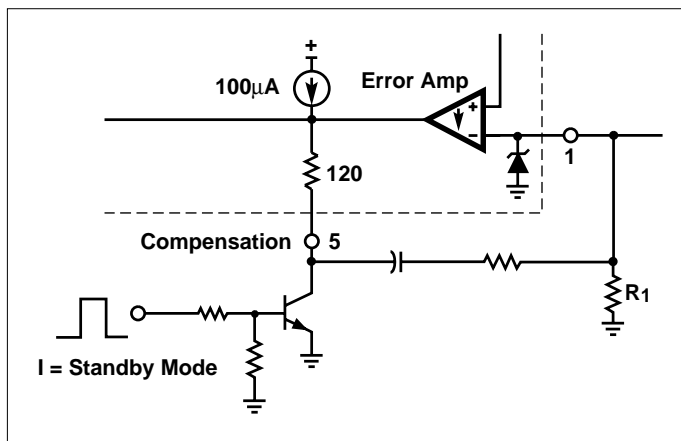 +
100µA
Error Amp
+
−
1
120
Compensation
5
R1
I = Standby Mode